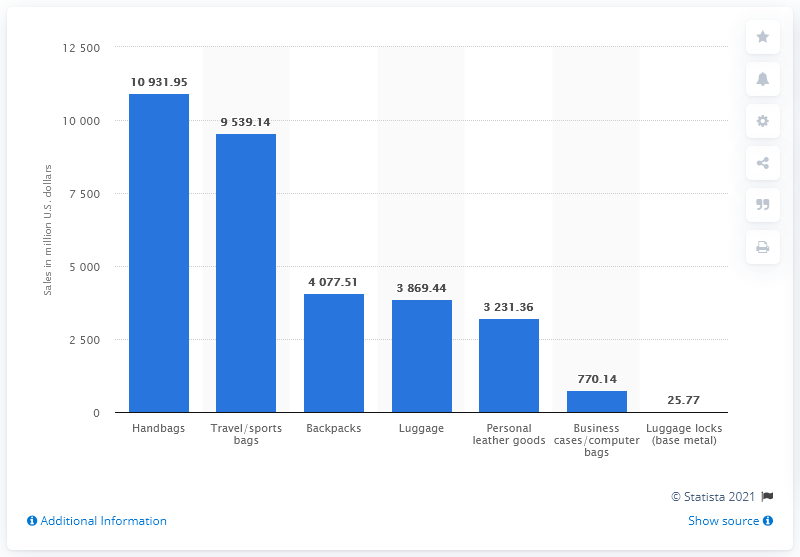 12 500
10 000
7 500
5 000
2 500
0
Sales in million U.S. dollars
10 931.95
9 539.14
4 077.51
3 869.44
3 231.36
770.14
25.77
Handbags
Travel/sports
bags
Backpacks
Luggage
Personal
leather goods
Business
cases/computer
bags
Luggage locks
(base metal)
© Statista 2021
Additional Information
Show source